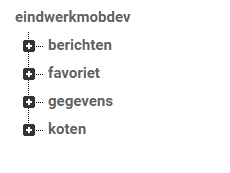 eindwerkmobdev
berichten
favoriet
gegevens
koten